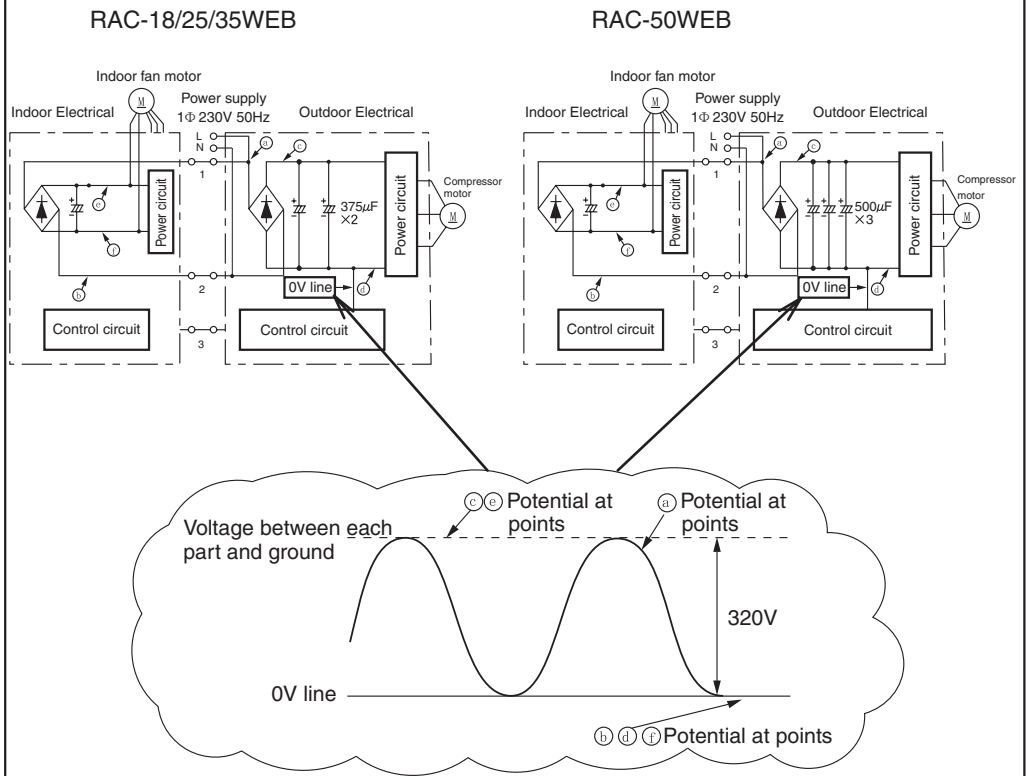 RAC-18/25/35WEB
Indoor fan motor
M
Indoor Electrical
Power supply
1Φ 230V 50Hz
Outdoor Electrical
L
N
ⓐ
ⓒ
1
ⓔ
+
−
Power circuit
ⓕ
+
−
+
−
375μF
×2
Power circuit
Compressor
motor
M
ⓑ
2
0V line
ⓓ
Control circuit
3
Control circuit
RAC-50WEB
Indoor fan motor
M
Indoor Electrical
Power supply
1Φ 230V 50Hz
Outdoor Electrical
L
N
ⓐ
ⓒ
1
ⓔ
+
−
Power circuit
ⓕ
+
−
+
−
+
−
500μF
×3
Power circuit
Compressor
motor
M
ⓑ
2
0V line
ⓓ
Control circuit
3
Control circuit
Voltage between each
part and ground
ⓒⓔ Potential at
points
ⓐ Potential at
points
320V
0V line
ⓑ ⓓ ⓕ Potential at points